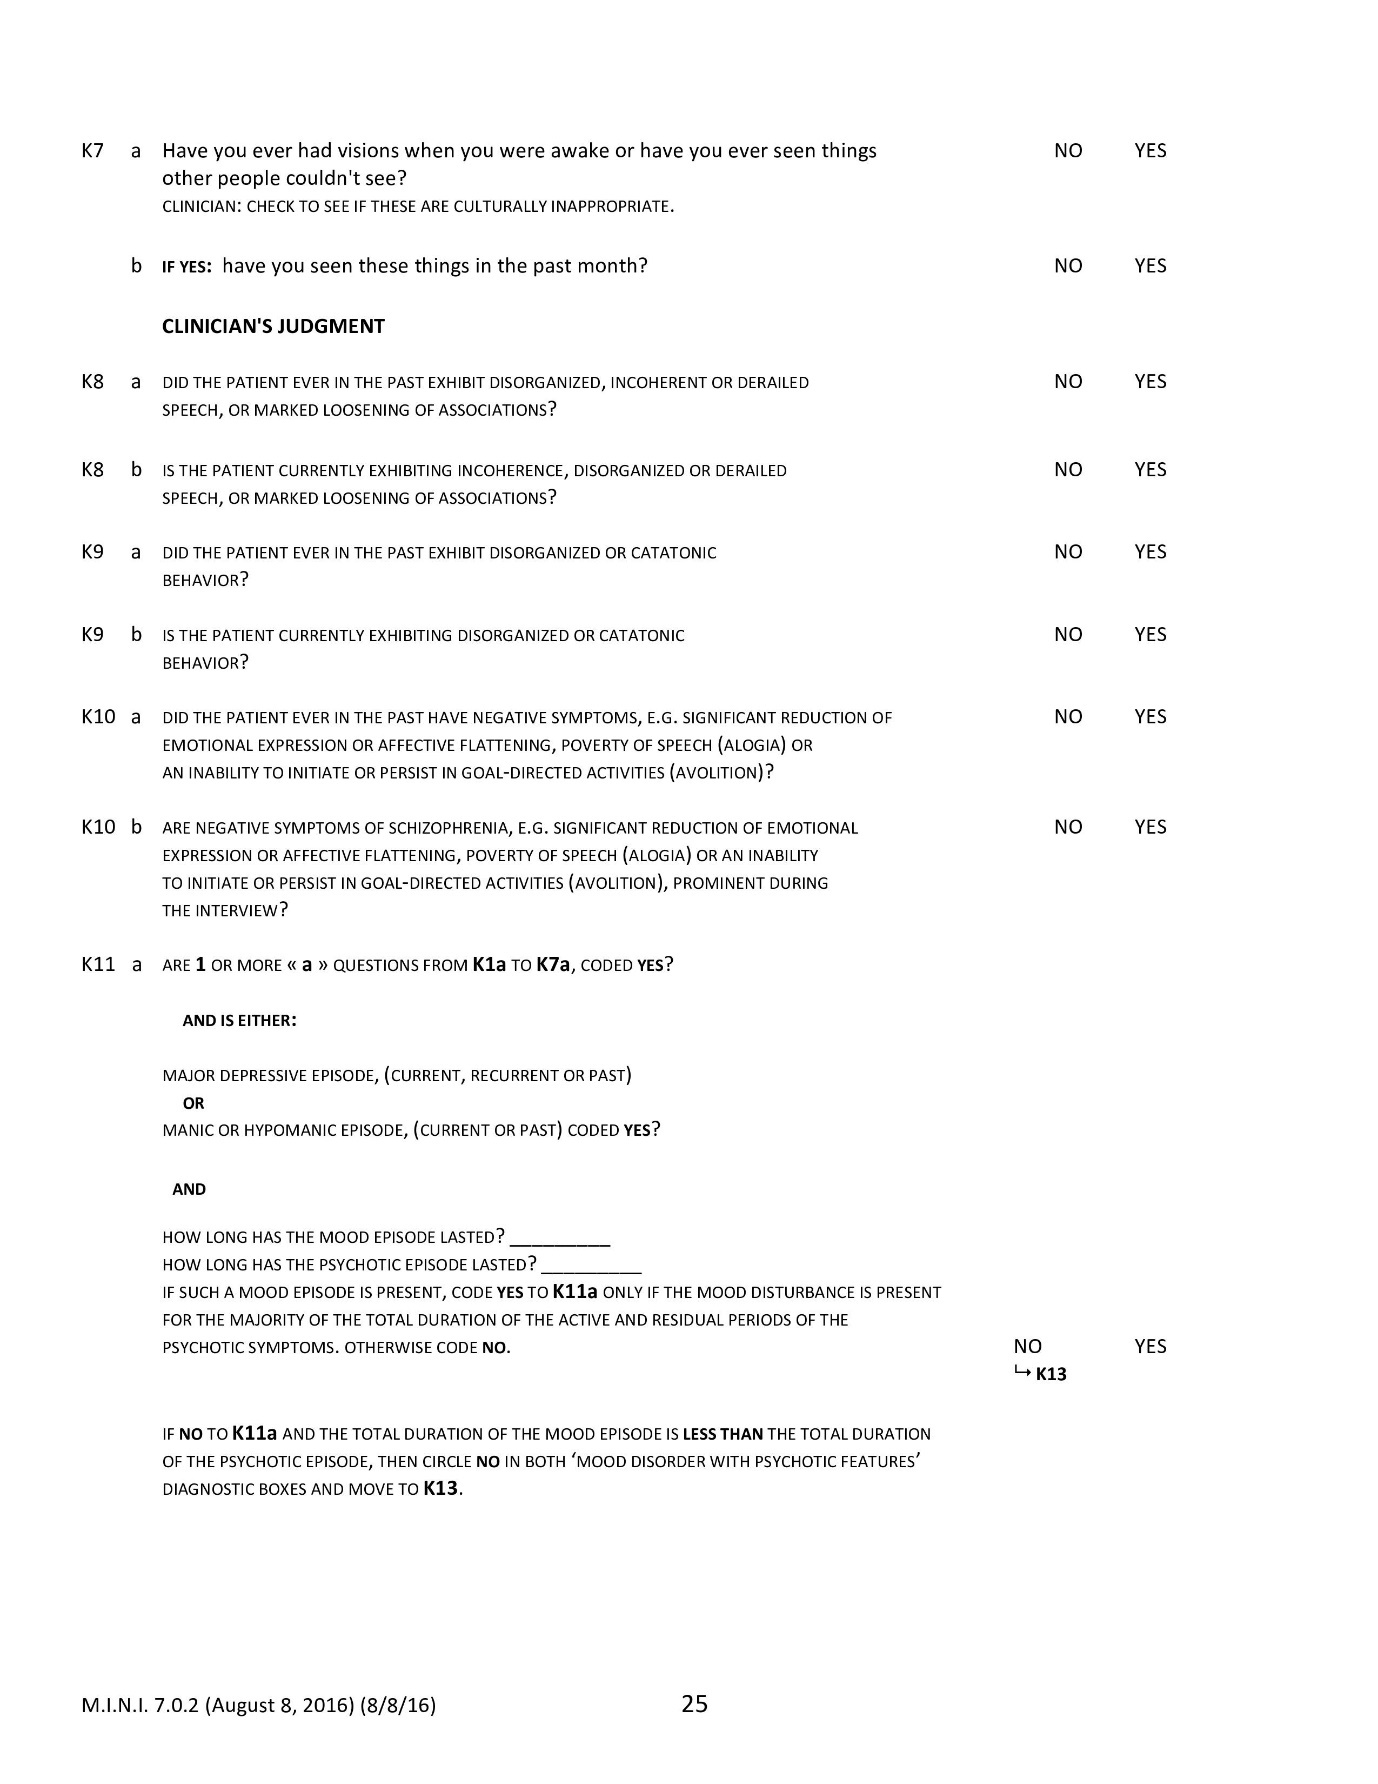 K7 a Have you ever had visions when you were awake or have you ever seen things NO YES
other people couldn't see?
CLINICIAN: CHECK TO SEE IF THESE ARE CULTURALLY INAPPROPRIATE.
b IF YES: have you seen these things in the past month? NO YES
CLINICIAN'S JUDGMENT
K8 a DID THE PATIENT EVER IN THE PAST EXHIBIT DISORGANIZED, INCOHERENT OR DERAILED NO YES
SPEECH, OR MARKED LOOSENING OF ASSOCIATIONS?
K8 b IS THE PATIENT CURRENTLY EXHIBITING INCOHERENCE, DISORGANIZED OR DERAILED NO YES
SPEECH, OR MARKED LOOSENING OF ASSOCIATIONS?
K9 a DID THE PATIENT EVER IN THE PAST EXHIBIT DISORGANIZED OR CATATONIC NO YES
BEHAVIOR?
K9 b IS THE PATIENT CURRENTLY EXHIBITING DISORGANIZED OR CATATONIC NO YES
BEHAVIOR?
K10 a DID THE PATIENT EVER IN THE PAST HAVE NEGATIVE SYMPTOMS, E.G. SIGNIFICANT REDUCTION OF NO YES
EMOTIONAL EXPRESSION OR AFFECTIVE FLATTENING, POVERTY OF SPEECH (ALOGIA) OR
AN INABILITY TO INITIATE OR PERSIST IN GOAL-DIRECTED ACTIVITIES (AVOLITION)?
K10 b ARE NEGATIVE SYMPTOMS OF SCHIZOPHRENIA, E.G. SIGNIFICANT REDUCTION OF EMOTIONAL NO YES
EXPRESSION OR AFFECTIVE FLATTENING, POVERTY OF SPEECH (ALOGIA) OR AN INABILITY
TO INITIATE OR PERSIST IN GOAL-DIRECTED ACTIVITIES (AVOLITION), PROMINENT DURING
THE INTERVIEW?
K11 a ARE 1 OR MORE « a » QUESTIONS FROM K1a TO K7a, CODED YES?
AND IS EITHER:
MAJOR DEPRESSIVE EPISODE, (CURRENT, RECURRENT OR PAST)
OR
MANIC OR HYPOMANIC EPISODE, (CURRENT OR PAST) CODED YES?
AND
HOW LONG HAS THE MOOD EPISODE LASTED? _________
HOW LONG HAS THE PSYCHOTIC EPISODE LASTED? _________
IF SUCH A MOOD EPISODE IS PRESENT, CODE YES TO K11a ONLY IF THE MOOD DISTURBANCE IS PRESENT
FOR THE MAJORITY OF THE TOTAL DURATION OF THE ACTIVE AND RESIDUAL PERIODS OF THE
PSYCHOTIC SYMPTOMS. OTHERWISE CODE NO. NO YES
↳ K13
IF NO TO K11a AND THE TOTAL DURATION OF THE MOOD EPISODE IS LESS THAN THE TOTAL DURATION
OF THE PSYCHOTIC EPISODE, THEN CIRCLE NO IN BOTH ‘MOOD DISORDER WITH PSYCHOTIC FEATURES’
DIAGNOSTIC BOXES AND MOVE TO K13.
M.I.N.I. 7.0.2 (August 8, 2016) (8/8/16) 25